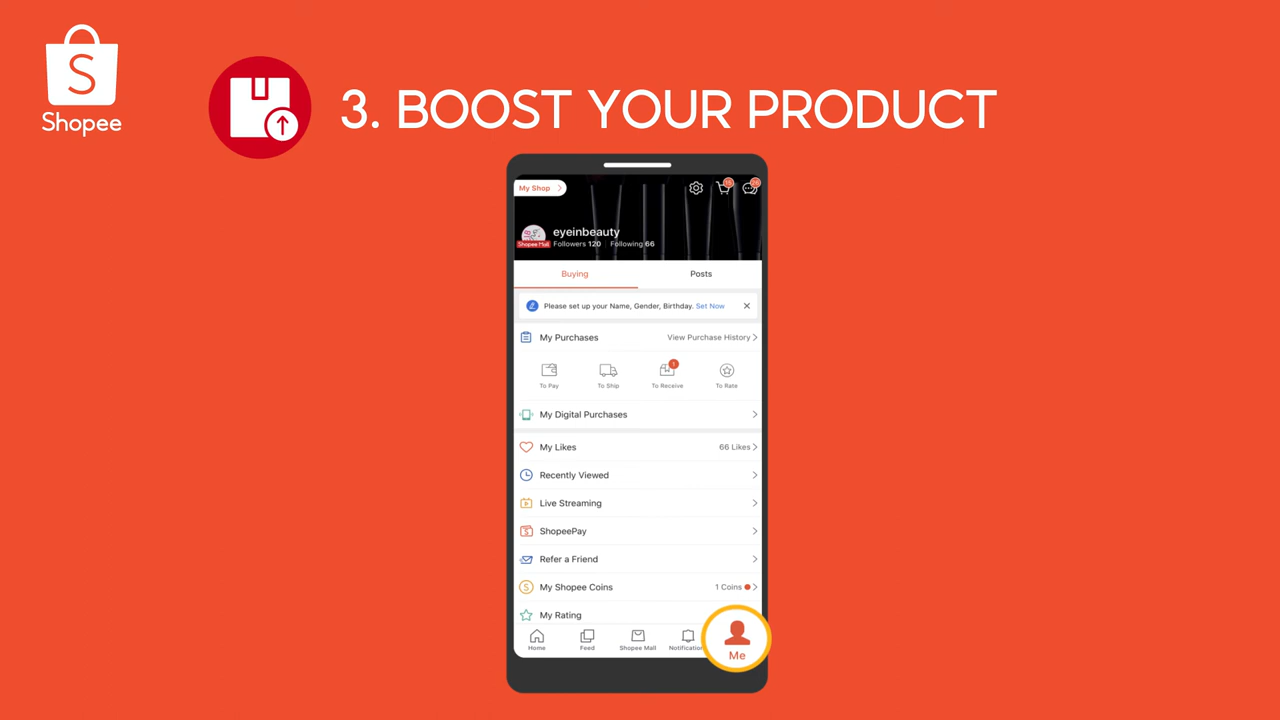 Shopee
3. BOOST YOUR PRODUCT
My Shop
eyeinbeauty
Shopee Mall
Followers 120 | Following 66
Buying
Posts
Please set up your Name, Gender, Birthday. Set Now
My Purchases
View Purchase History
1
To Pay
To Ship
To Receive
To Rate
My Digital Purchases
My Likes
66 Likes
Recently Viewed
Live Streaming
ShopeePay
Refer a Friend
My Shopee Coins
1 Coins
My Rating
Home
Feed
Shopee Mall
Notification
Me